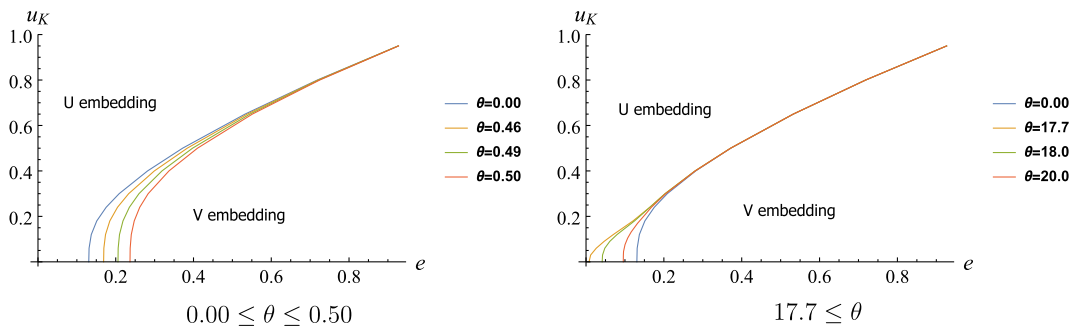 u_K
1.0
0.8
0.6
0.4
0.2
0.2 0.4 0.6 0.8 e
U embedding
V embedding
θ=0.00
θ=0.46
θ=0.49
θ=0.50
0.00 ≤ θ ≤ 0.50
u_K
1.0
0.8
0.6
0.4
0.2
0.2 0.4 0.6 0.8 e
U embedding
V embedding
θ=0.00
θ=17.7
θ=18.0
θ=20.0
17.7 ≤ θ